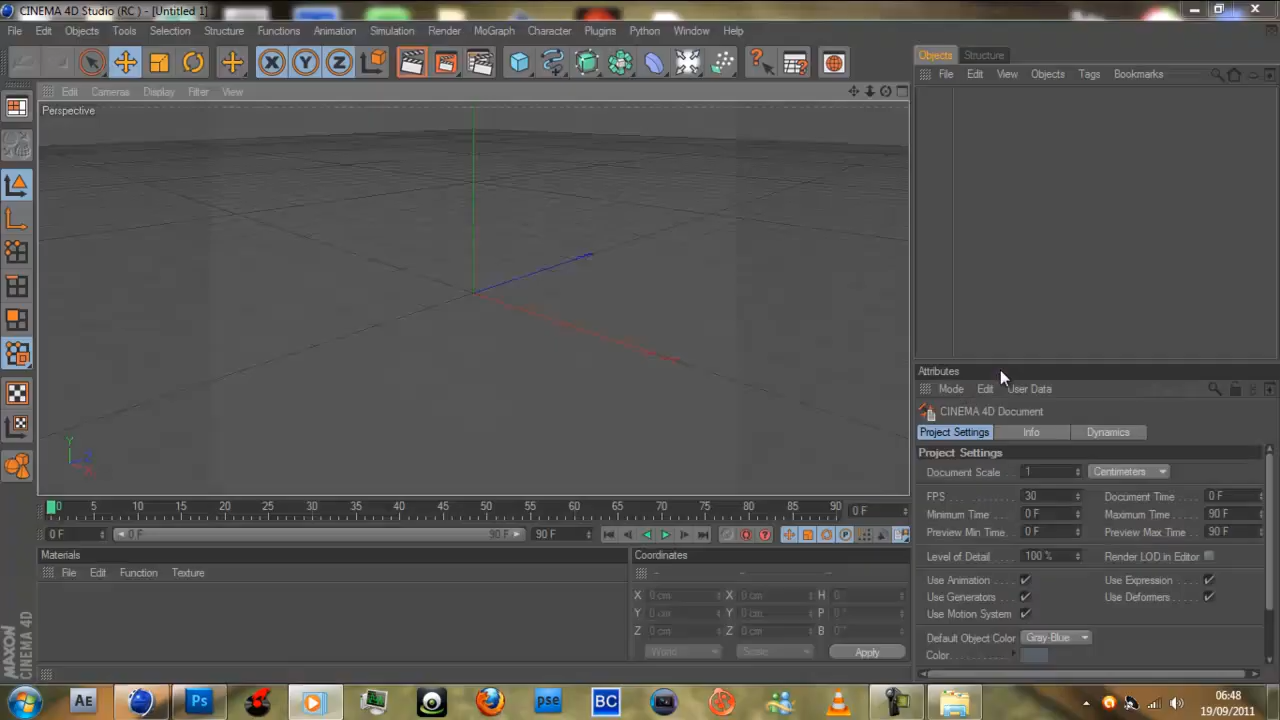 CINEMA 4D Studio (RC ) - [Untitled 1]
File Edit Objects Tools Selection Structure Functions Animation Simulation Render MoGraph Character Plugins Python Window Help
X Y Z
Objects Structure
File Edit View Objects Tags Bookmarks
Edit Cameras Display Filter View
Perspective
Y
Z
X
Attributes
Mode Edit User Data
CINEMA 4D Document
Project Settings Info Dynamics
Project Settings
Document Scale 1 Centimeters
FPS 30 Document Time 0 F
Minimum Time 0 F Maximum Time 90 F
Preview Min Time 0 F Preview Max Time 90 F
Level of Detail 100 % Render LOD in Editor
Use Animation Use Expression
Use Generators Use Deformers
Use Motion System
Default Object Color Gray-Blue
Color
0 5 10 15 20 25 30 35 40 45 50 55 60 65 70 75 80 85 90 0 F
0 F 0 F 90 F 90 F
Materials
File Edit Function Texture
Coordinates
X 0 cm X 0 cm H 0°
Y 0 cm Y 0 cm P 0°
Z 0 cm Z 0 cm B 0°
World Scale Apply
MAXON
CINEMA 4D
AE Ps pse BC
06:48
19/09/2011